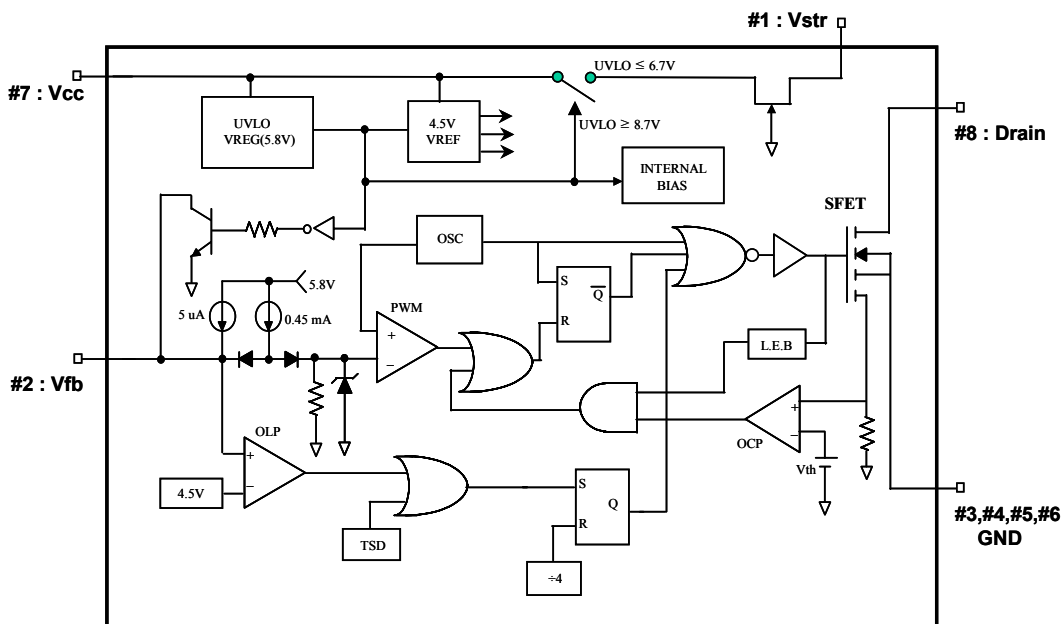 #1 : Vstr
UVLO ≤ 6.7V
#7 : Vcc
UVLO
VREG(5.8V)
4.5V
VREF
UVLO ≥ 8.7V
#8 : Drain
INTERNAL
BIAS
SFET
OSC
5.8V
S
Q
R
5 uA
0.45 mA
PWM
+
−
L.E.B
#2 : Vfb
OLP
+
−
4.5V
+
−
OCP
Vth
S
Q
R
TSD
÷4
#3,#4,#5,#6
GND